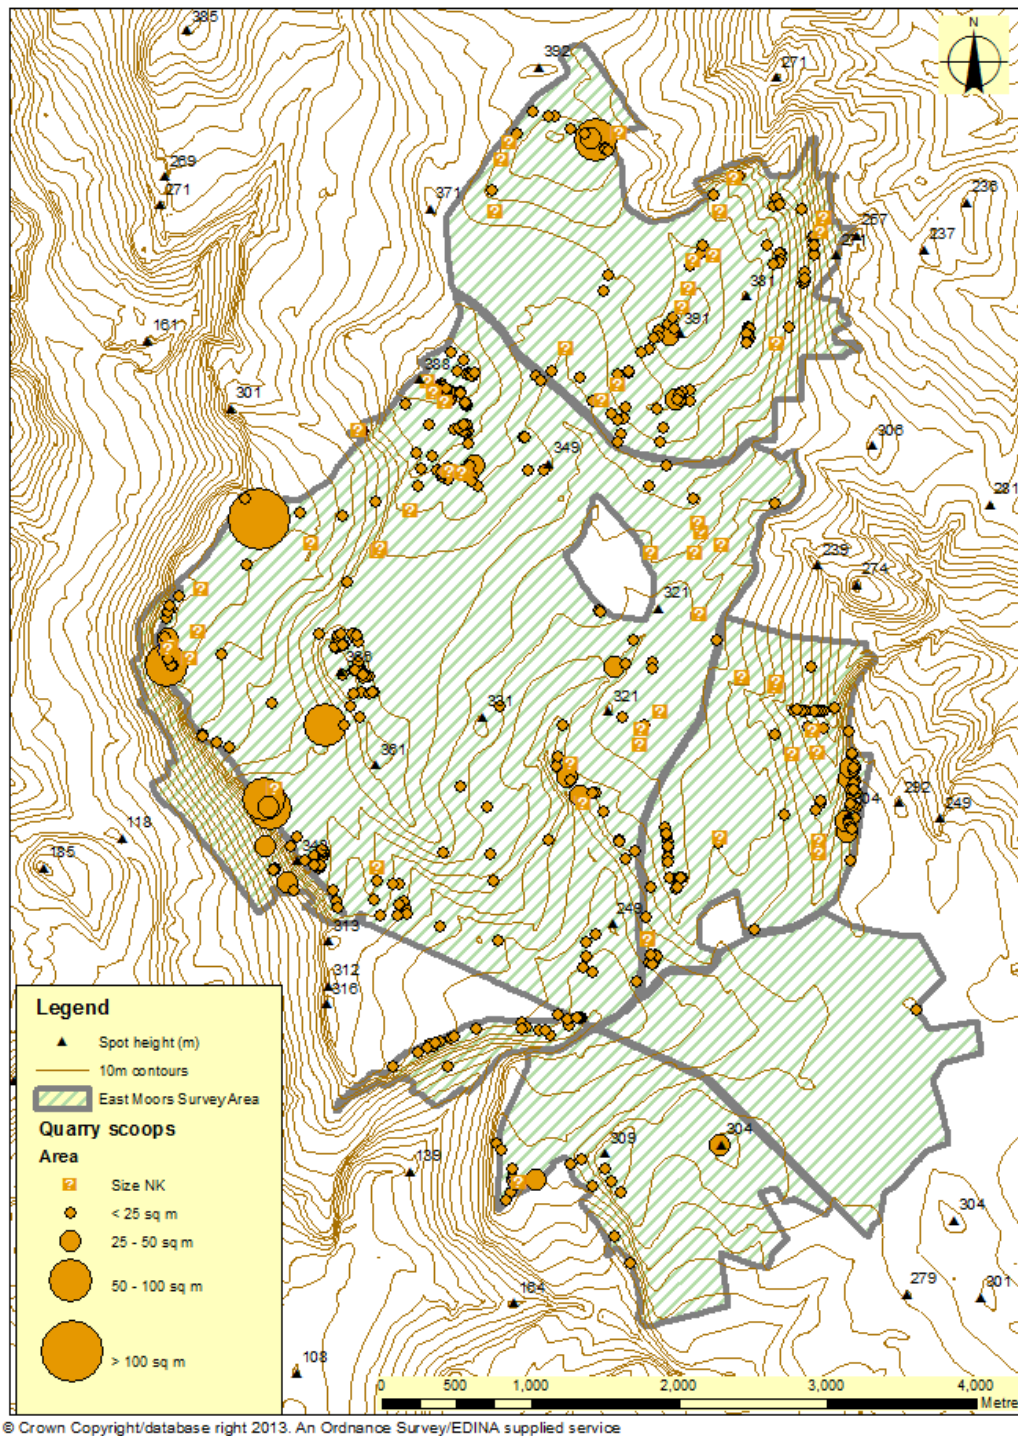 385
392
N
271
269
271
371
236
267
237
271
381
161
391
388
301
306
349
281
239
274
321
321
331
361
292
304
249
118
185
340
249
313
312
316
Legend
Spot height (m)
10m contours
East Moors Survey Area
Quarry scoops
Area
? Size NK
< 25 sq m
25 - 50 sq m
50 - 100 sq m
> 100 sq m
139
309
304
304
279
301
164
108
0 500 1,000 2,000 3,000 4,000
Metre
© Crown Copyright/database right 2013. An Ordnance Survey/EDINA supplied service